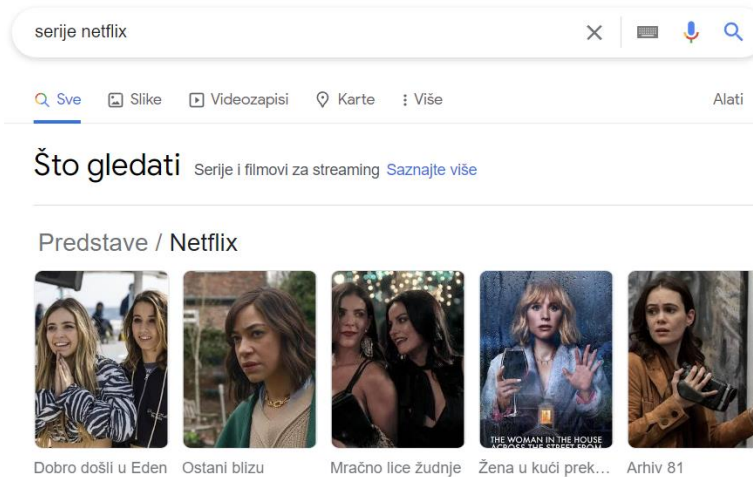 serije netflix
Sve Slike Videozapisi Karte Više Alati
Što gledati Serije i filmovi za streaming Saznajte više
Predstave / Netflix
THE WOMAN IN THE HOUSE
ACROSS THE STREET FROM
Dobro došli u Eden Ostani blizu Mračno lice žudnje Žena u kući prek... Arhiv 81